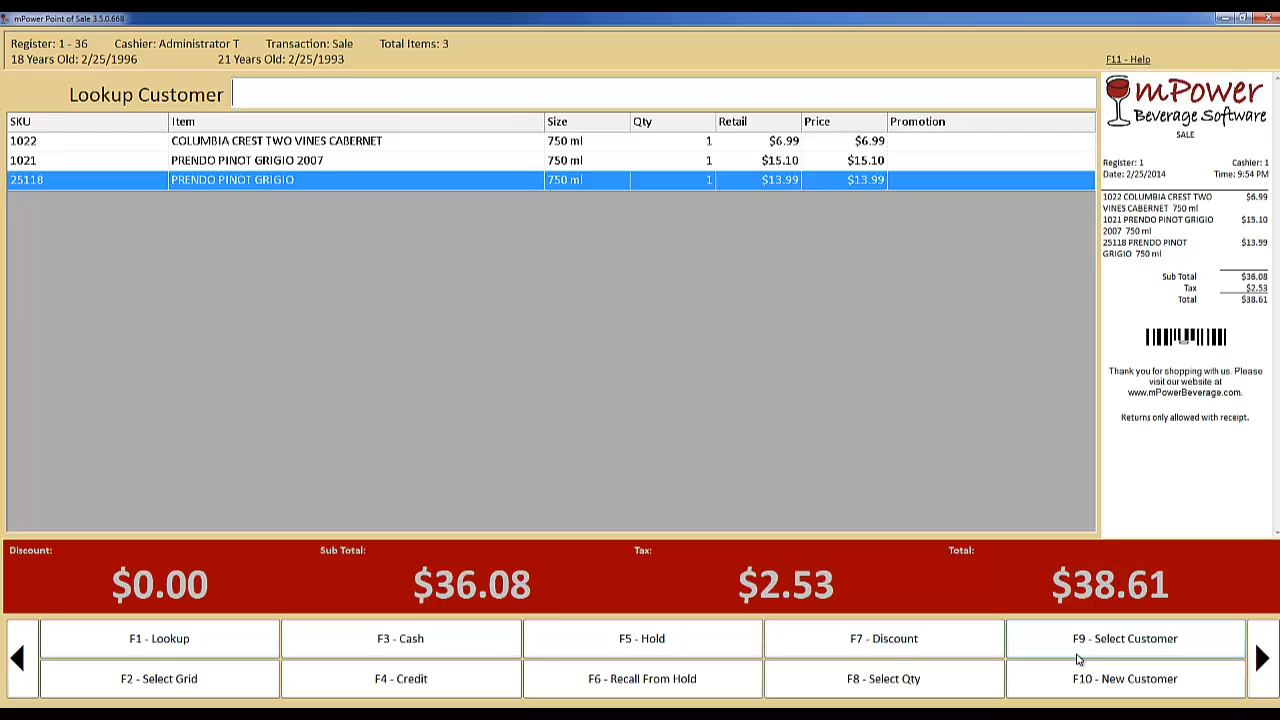 mPower Point of Sale 3.5.0.668
Register: 1 - 36 Cashier: Administrator T Transaction: Sale Total Items: 3
18 Years Old: 2/25/1996 21 Years Old: 2/25/1993
F11 - Help
Lookup Customer
SKU Item Size Qty Retail Price Promotion
1022 COLUMBIA CREST TWO VINES CABERNET 750 ml 1 $6.99 $6.99
1021 PRENDO PINOT GRIGIO 2007 750 ml 1 $15.10 $15.10
25118 PRENDO PINOT GRIGIO 750 ml 1 $13.99 $13.99
mPower
Beverage Software
SALE
Register: 1 Cashier: 1
Date: 2/25/2014 Time: 9:54 PM
1022 COLUMBIA CREST TWO $6.99
VINES CABERNET 750 ml
1021 PRENDO PINOT GRIGIO $15.10
2007 750 ml
25118 PRENDO PINOT $13.99
GRIGIO 750 ml
Sub Total $36.08
Tax $2.53
Total $38.61
Thank you for shopping with us. Please
visit our website at
www.mPowerBeverage.com.
Returns only allowed with receipt.
Discount: Sub Total: Tax: Total:
$0.00 $36.08 $2.53 $38.61
F1 - Lookup F3 - Cash F5 - Hold F7 - Discount F9 - Select Customer
F2 - Select Grid F4 - Credit F6 - Recall From Hold F8 - Select Qty F10 - New Customer